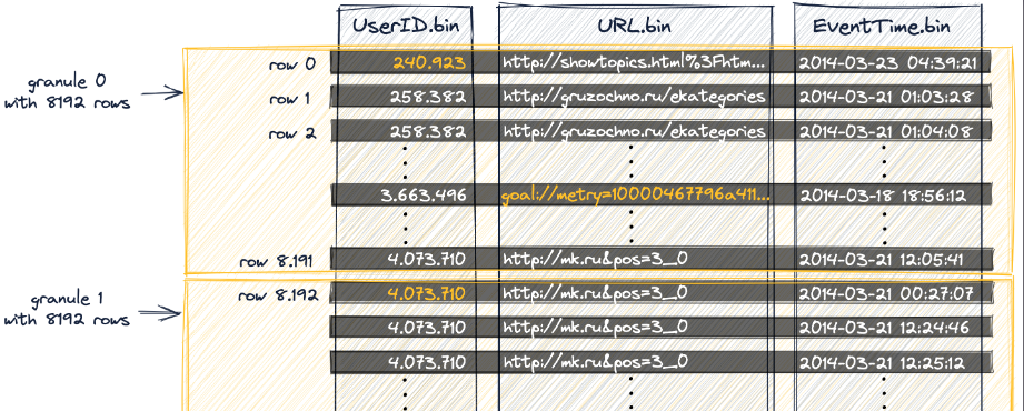 UserID.bin URL.bin EventTime.bin
granule 0
with 8192 rows
row 0 240.923 http://showtopics.html%3Fhtm... 2014-03-23 04:39:21
row 1 258.382 http://gruzochno.ru/ekategories 2014-03-21 01:03:28
row 2 258.382 http://gruzochno.ru/ekategories 2014-03-21 01:04:08
3.663.496 goal://metry=10000467796a411... 2014-03-18 18:56:12
row 8.191 4.073.710 http://mk.ru&pos=3_0 2014-03-21 12:05:41
granule 1
with 8192 rows
row 8.192 4.073.710 http://mk.ru&pos=3_0 2014-03-21 00:27:07
4.073.710 http://mk.ru&pos=3_0 2014-03-21 12:24:46
4.073.710 http://mk.ru&pos=3_0 2014-03-21 12:25:12